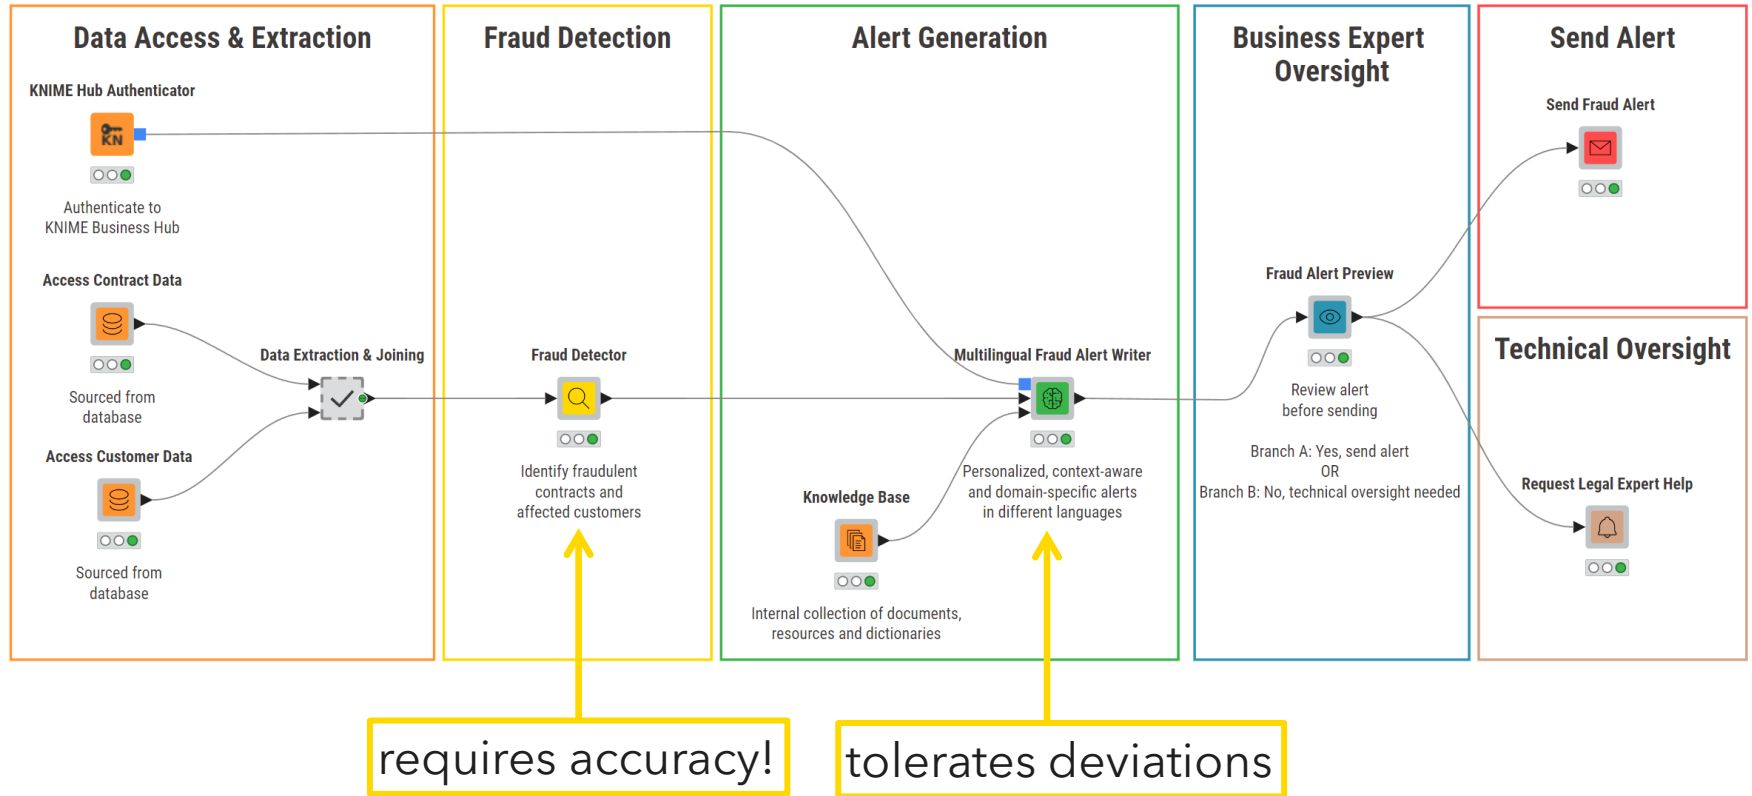 Data Access & Extraction
KNIME Hub Authenticator
KN
Authenticate to
KNIME Business Hub
Access Contract Data
Sourced from
database
Data Extraction & Joining
Access Customer Data
Sourced from
database
Fraud Detection
Fraud Detector
Identify fraudulent
contracts and
affected customers
Alert Generation
Multilingual Fraud Alert Writer
Personalized, context-aware
and domain-specific alerts
in different languages
Knowledge Base
Internal collection of documents,
resources and dictionaries
Business Expert
Oversight
Fraud Alert Preview
Review alert
before sending
Branch A: Yes, send alert
OR
Branch B: No, technical oversight needed
Send Alert
Send Fraud Alert
Technical Oversight
Request Legal Expert Help
requires accuracy!
tolerates deviations